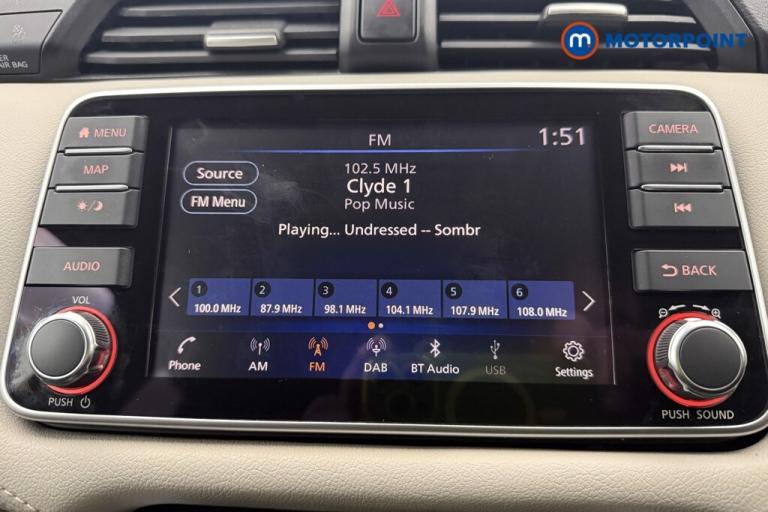 m MOTORPOINT
AIR BAG
MENU
MAP
AUDIO
VOL
PUSH
FM
1:51
Source
FM Menu
102.5 MHz
Clyde 1
Pop Music
Playing... Undressed -- Sombr
1 100.0 MHz 2 87.9 MHz 3 98.1 MHz 4 104.1 MHz 5 107.9 MHz 6 108.0 MHz
Phone AM FM DAB BT Audio USB Settings
CAMERA
BACK
PUSH SOUND